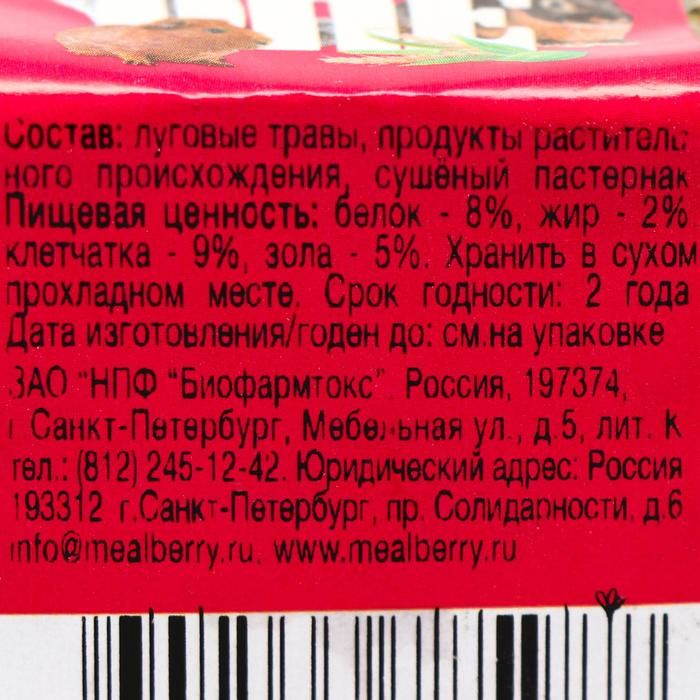 Состав: луговые травы, продукты раститель-
ного происхождения, сушёный пастернак
Пищевая ценность: белок - 8%, жир - 2%
клетчатка - 9%, зола - 5%. Хранить в сухом
прохладном месте. Срок годности: 2 года
Дата изготовления/годен до: см.на упаковке
ЗАО "НПФ "Биофармтокс". Россия, 197374,
г Санкт-Петербург, Мебельная ул., д.5, лит. К
тел.: (812) 245-12-42. Юридический адрес: Россия
193312 г.Санкт-Петербург, пр. Солидарности, д.6
info@mealberry.ru, www.mealberry.ru